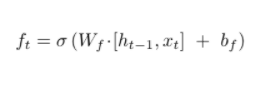 f_t = σ (W_f·[h_{t−1}, x_t] + b_f)